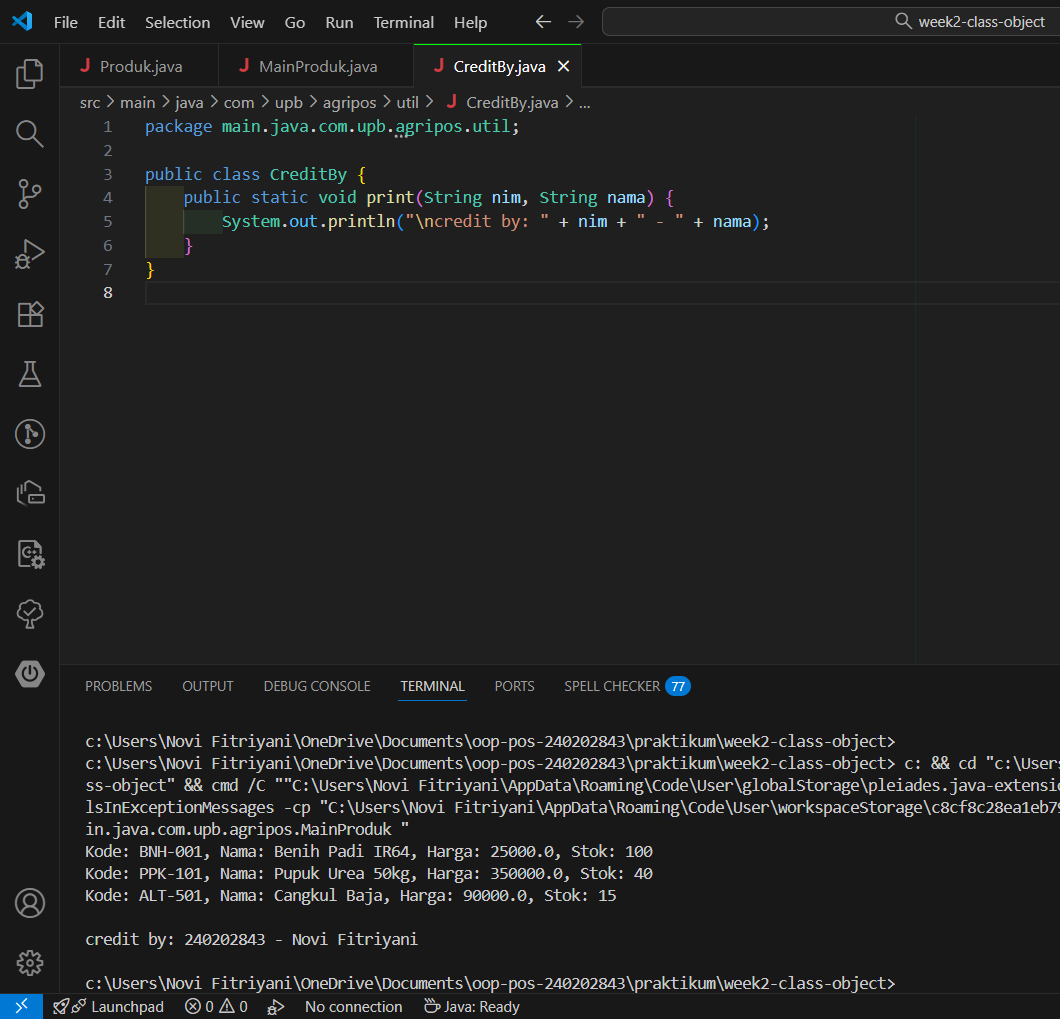 File Edit Selection View Go Run Terminal Help week2-class-object
Produk.java MainProduk.java CreditBy.java
src > main > java > com > upb > agripos > util > CreditBy.java > ...
1 package main.java.com.upb.agripos.util;
2
3 public class CreditBy {
4 public static void print(String nim, String nama) {
5 System.out.println("\ncredit by: " + nim + " - " + nama);
6 }
7 }
8
PROBLEMS OUTPUT DEBUG CONSOLE TERMINAL PORTS SPELL CHECKER 77
c:\Users\Novi Fitriyani\OneDrive\Documents\oop-pos-240202843\praktikum\week2-class-object>
c:\Users\Novi Fitriyani\OneDrive\Documents\oop-pos-240202843\praktikum\week2-class-object> c: && cd "c:\Users
ss-object" && cmd /C ""C:\Users\Novi Fitriyani\AppData\Roaming\Code\User\globalStorage\pleiades.java-extensio
lsInExceptionMessages -cp "C:\Users\Novi Fitriyani\AppData\Roaming\Code\User\workspaceStorage\c8cf8c28ea1eb79
in.java.com.upb.agripos.MainProduk "
Kode: BNH-001, Nama: Benih Padi IR64, Harga: 25000.0, Stok: 100
Kode: PPK-101, Nama: Pupuk Urea 50kg, Harga: 350000.0, Stok: 40
Kode: ALT-501, Nama: Cangkul Baja, Harga: 90000.0, Stok: 15
credit by: 240202843 - Novi Fitriyani
c:\Users\Novi Fitriyani\OneDrive\Documents\oop-pos-240202843\praktikum\week2-class-object>
Launchpad 0 0 No connection Java: Ready